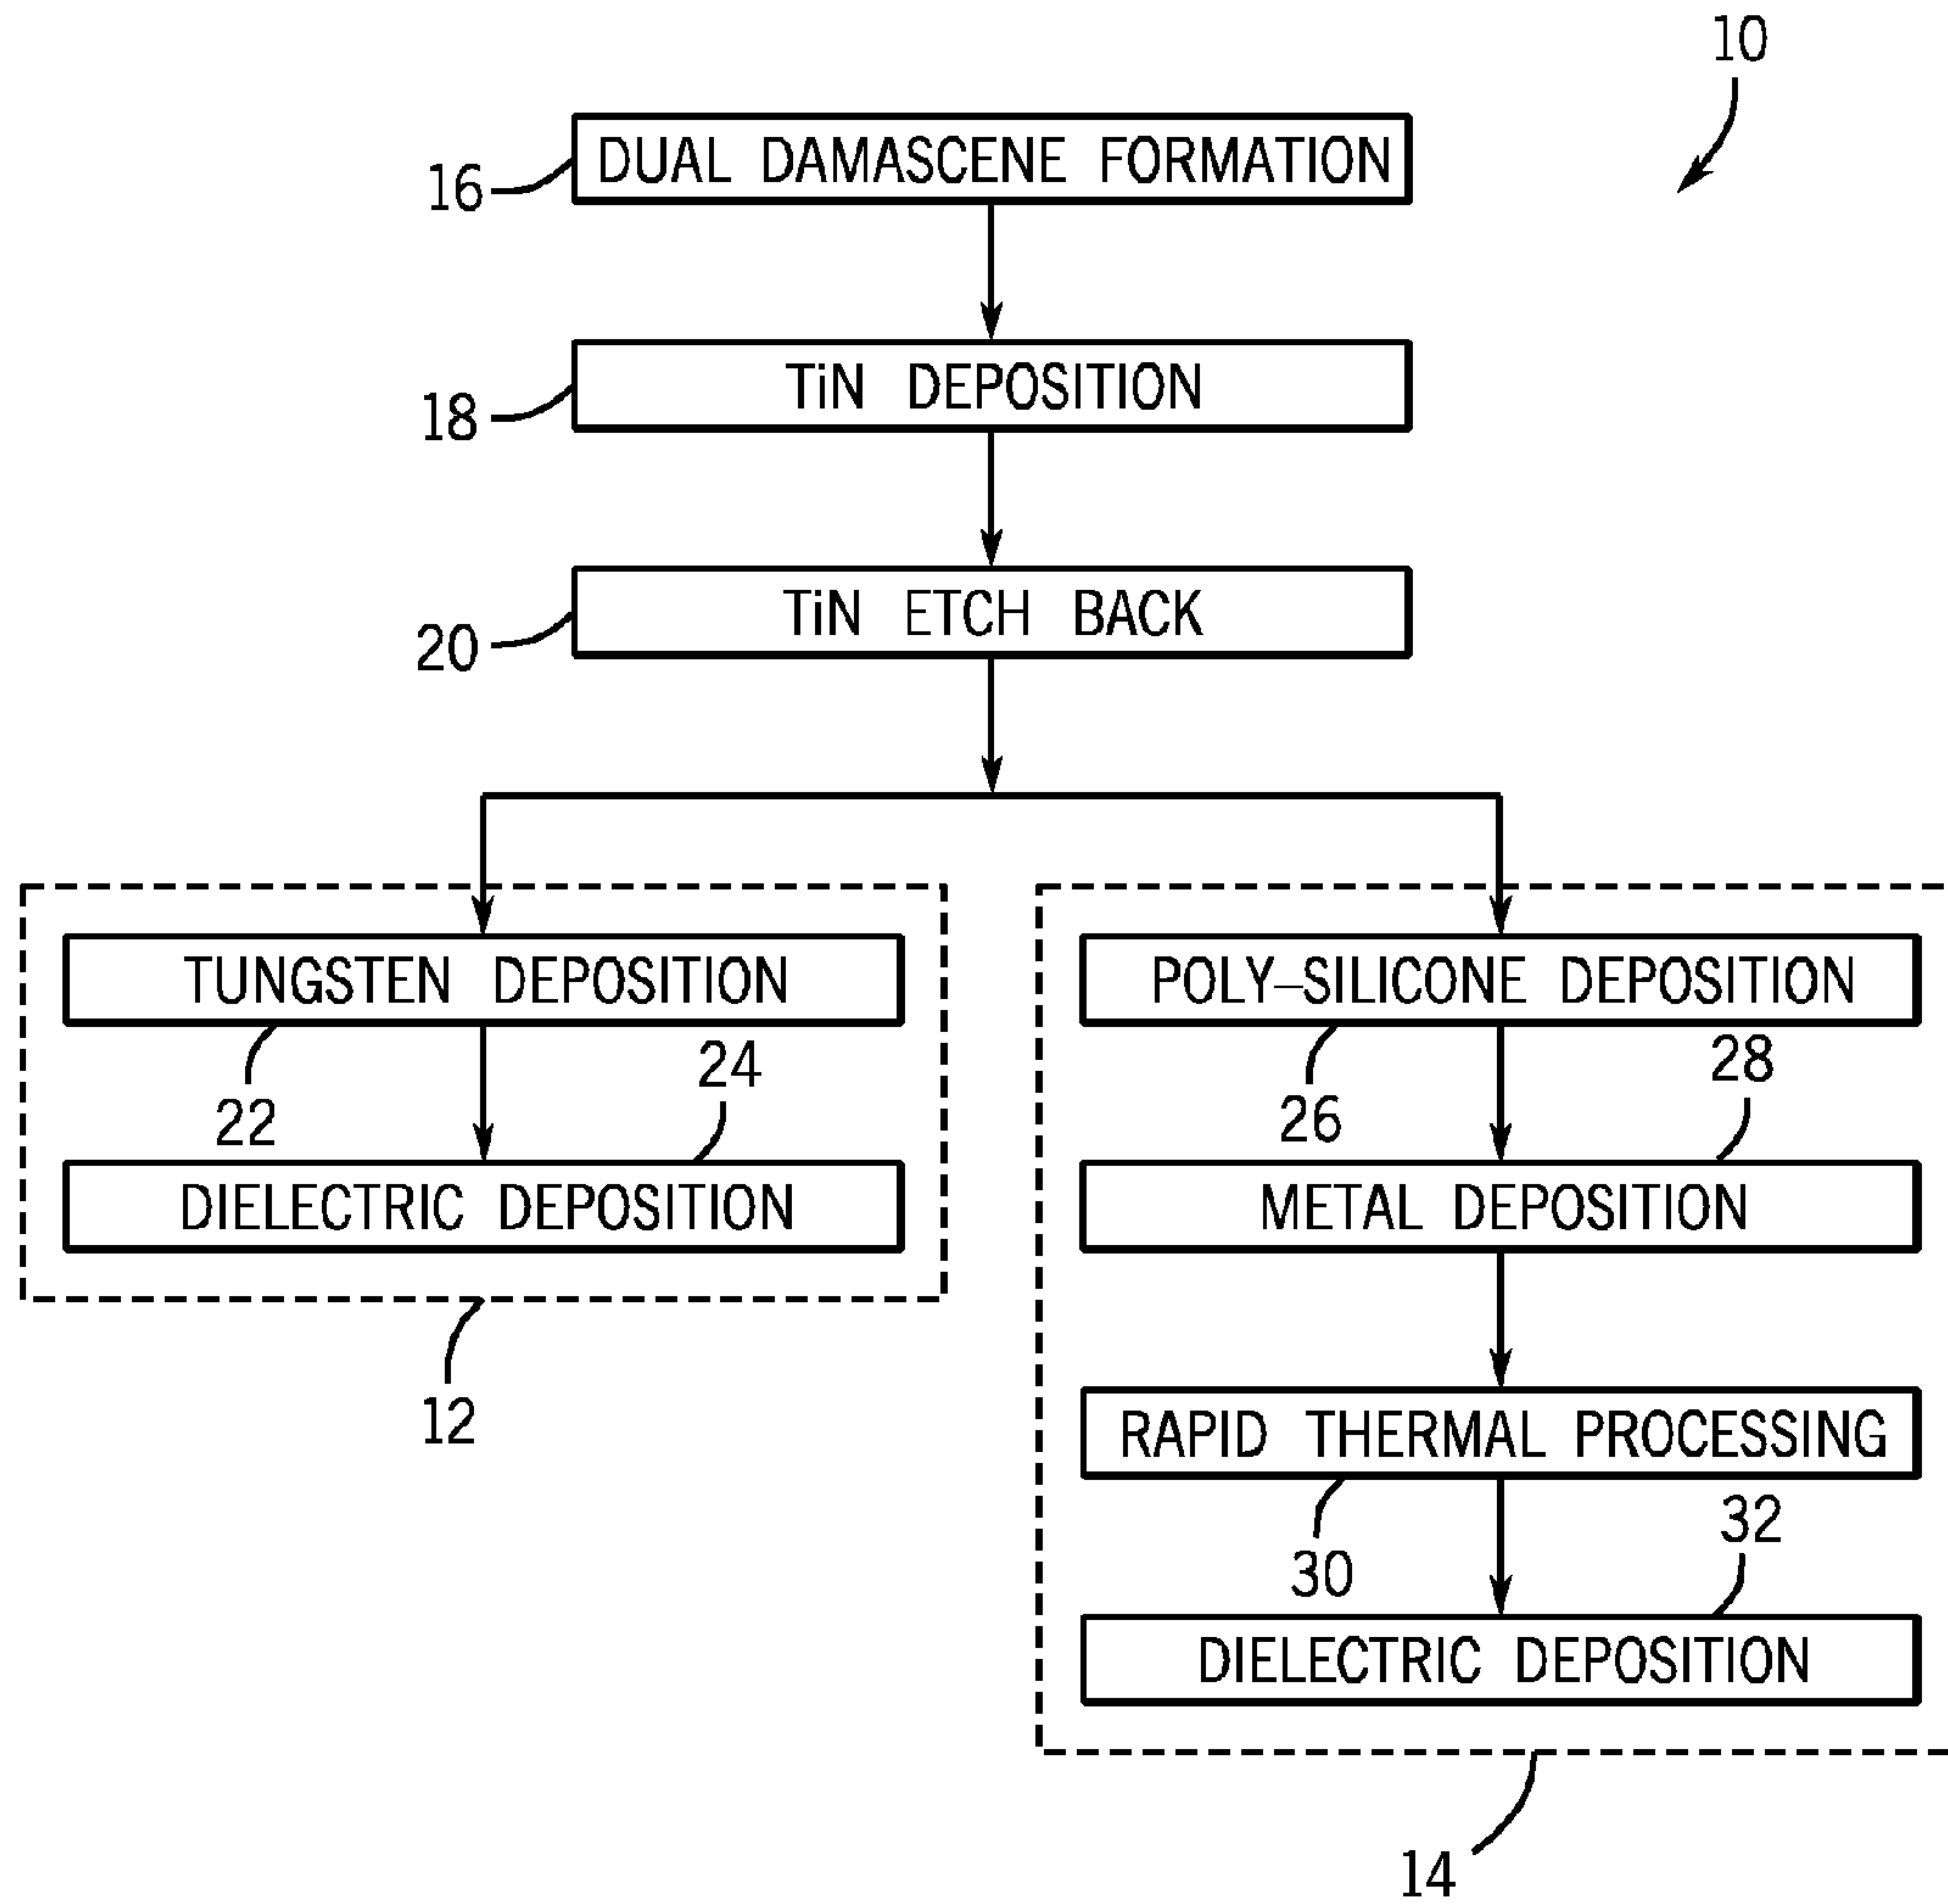 10
DUAL DAMASCENE FORMATION
16
TiN DEPOSITION
18
TiN ETCH BACK
20
TUNGSTEN DEPOSITION
22
24
DIELECTRIC DEPOSITION
12
POLY-SILICONE DEPOSITION
26
28
METAL DEPOSITION
RAPID THERMAL PROCESSING
30
32
DIELECTRIC DEPOSITION
14